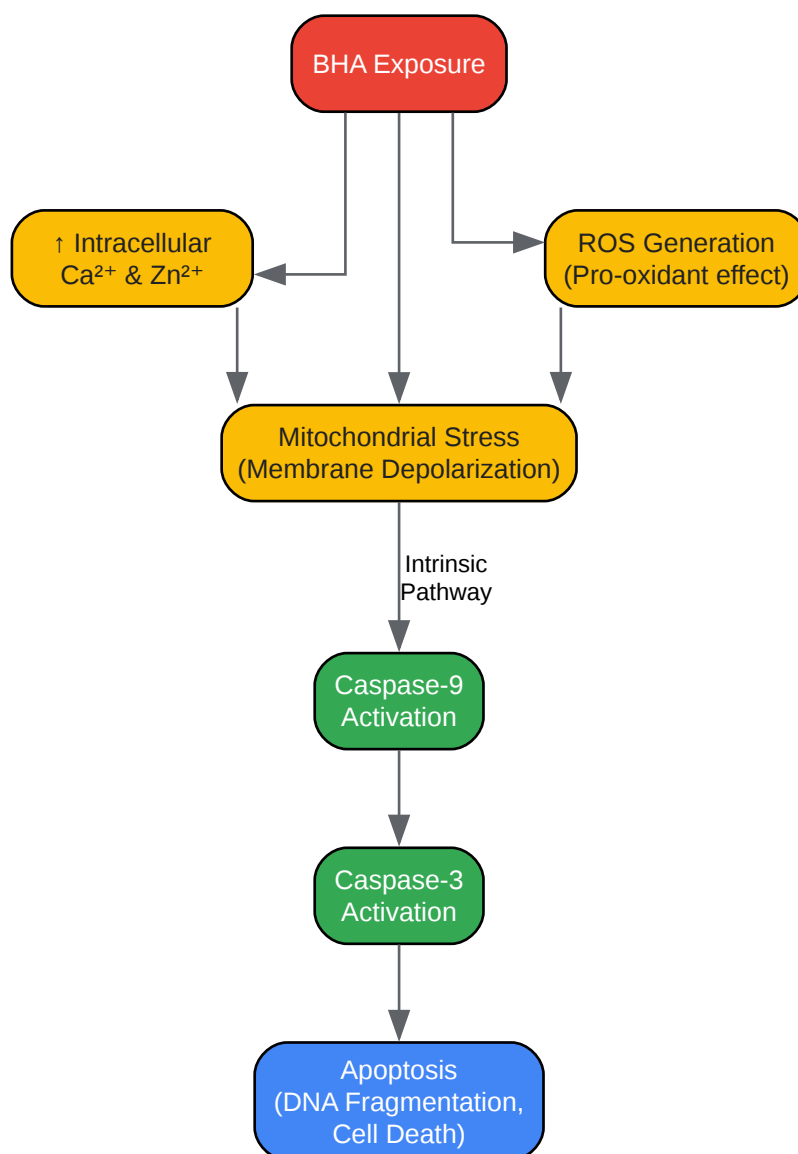 BHA Exposure
↑ Intracellular
Ca²⁺ & Zn²⁺
ROS Generation
(Pro-oxidant effect)
Mitochondrial Stress
(Membrane Depolarization)
Intrinsic
Pathway
Caspase-9
Activation
Caspase-3
Activation
Apoptosis
(DNA Fragmentation,
Cell Death)